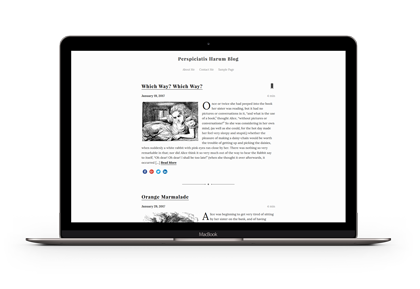 Perspiciatis Harum Blog
About Us Contact Us Sample Page
Which Way? Which Way?
January 10, 2017
Once or twice she had peeped into the book
her sister was reading, but it had no
pictures or conversations in it, "and what is the use
of a book," thought Alice, "without pictures or
conversations?" So she was considering in her own
mind, (as well as she could, for the hot day made
her feel very sleepy and stupid), whether the
pleasure of making a daisy-chain would be worth
the trouble of getting up and picking the daisies,
when suddenly a white rabbit with pink eyes ran close by her. There was nothing so very
remarkable in that; nor did Alice think it so very much out of the way to hear the Rabbit say
to itself, "Oh dear! Oh dear! I shall be too late!" (when she thought it over afterwards, it
occurred[...] Read More
Orange Marmalade
January 10, 2017
Alice was beginning to get very tired of sitting
by her sister on the bank, and of having
MacBook